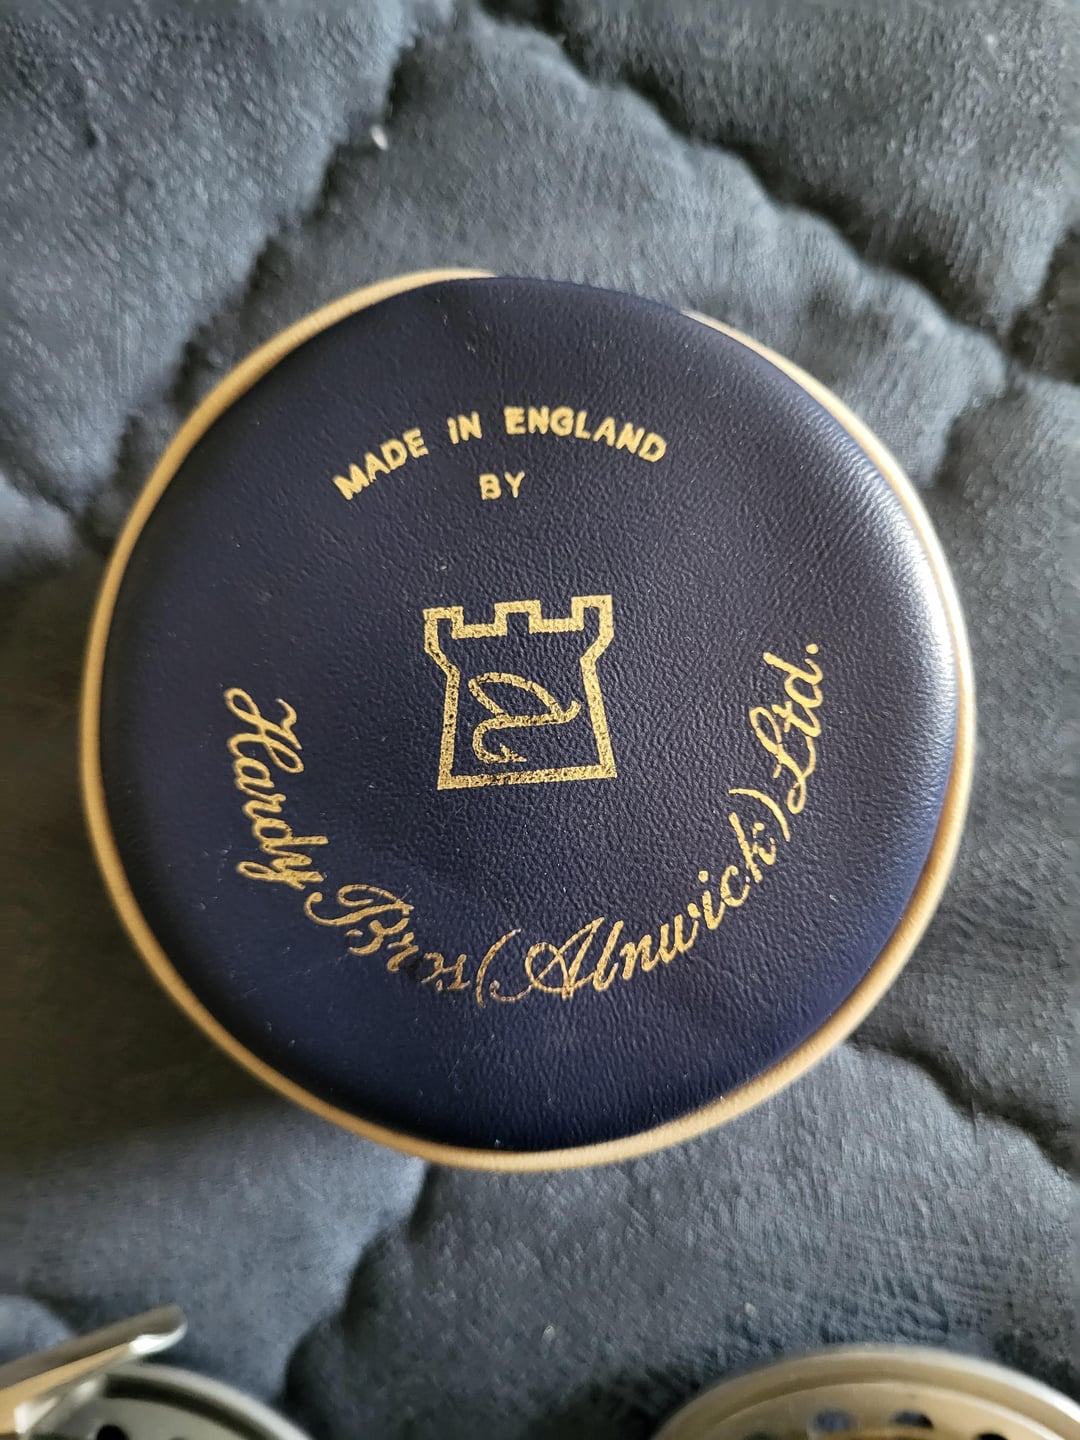 MADE IN ENGLAND
BY
Hardy Bros (Alnwick) Ltd.